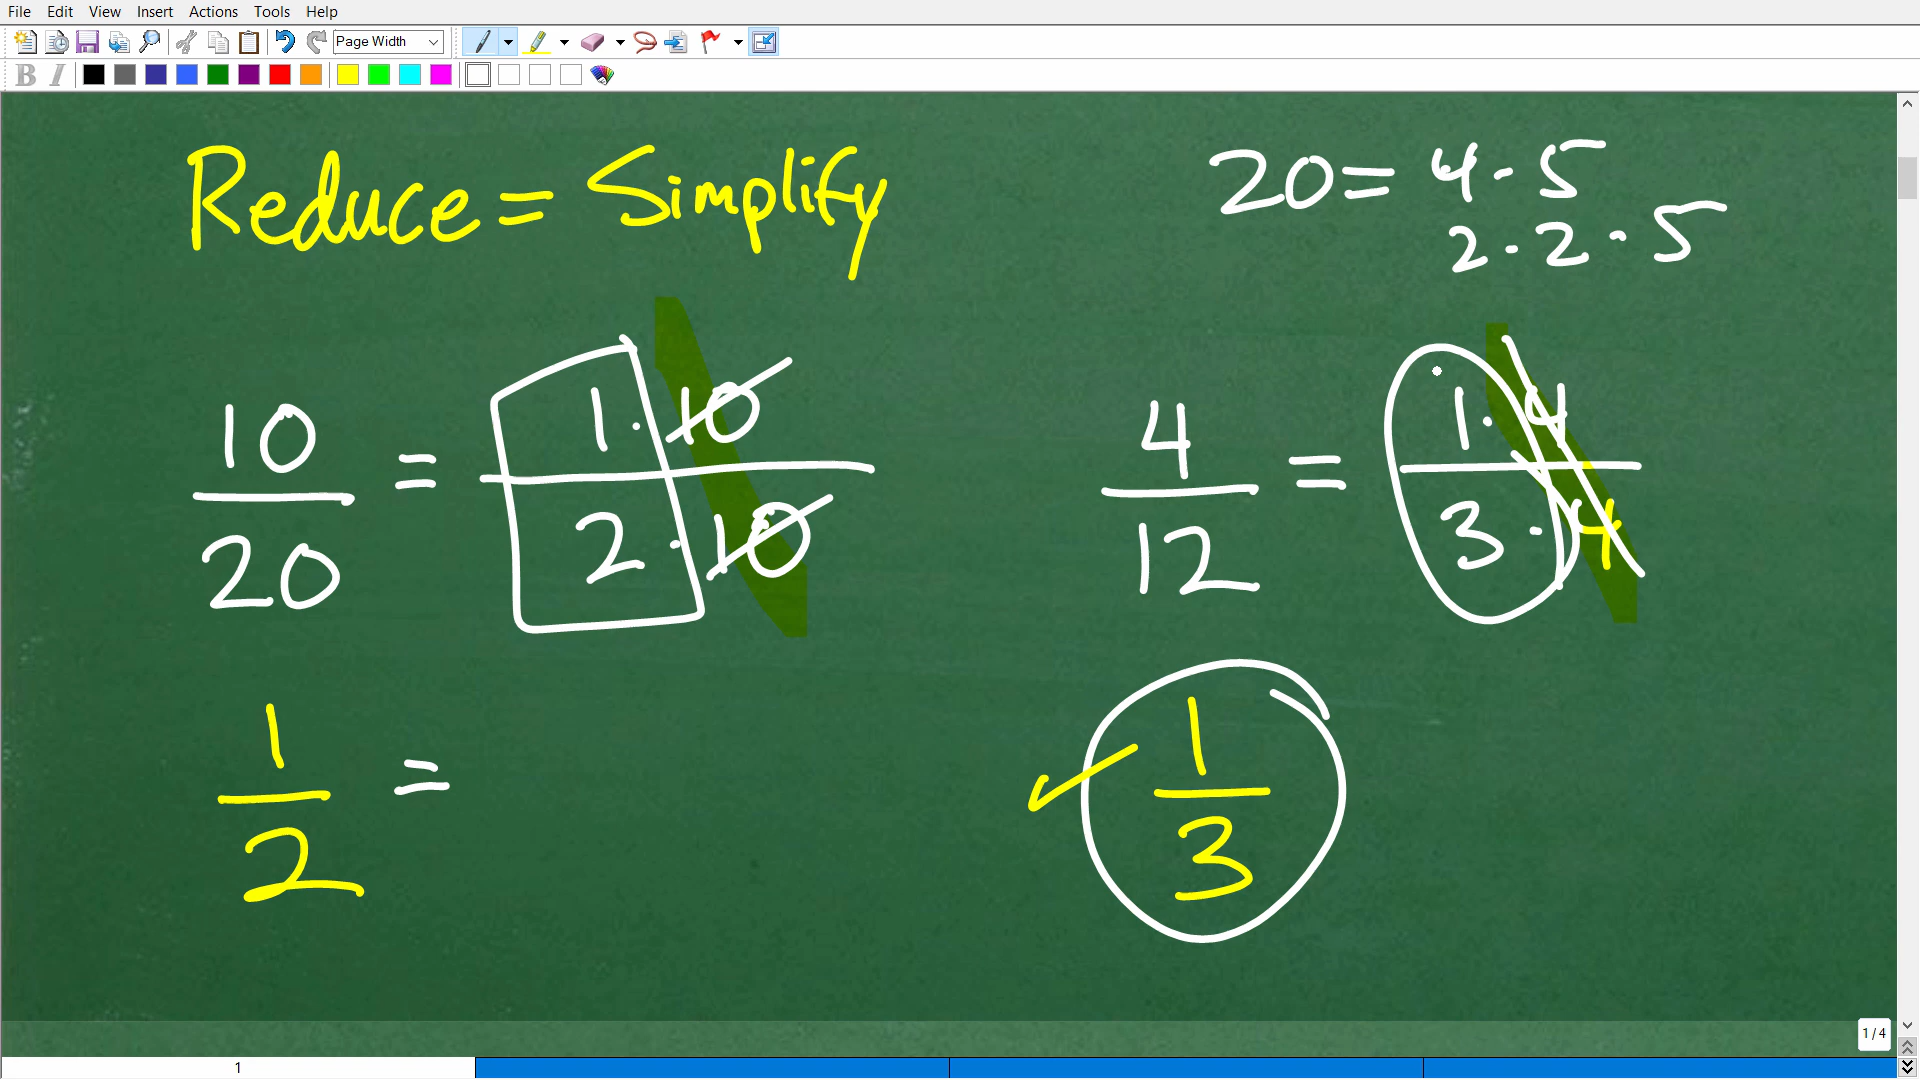 File Edit View Insert Actions Tools Help
Page Width
B I
Reduce = Simplify
20 = 4 · 5
2 · 2 · 5
10/20 = 1 · 10/2 · 10
4/12 = 1 · 4/3 · 4
1/2 =
1/3
1 / 4
1